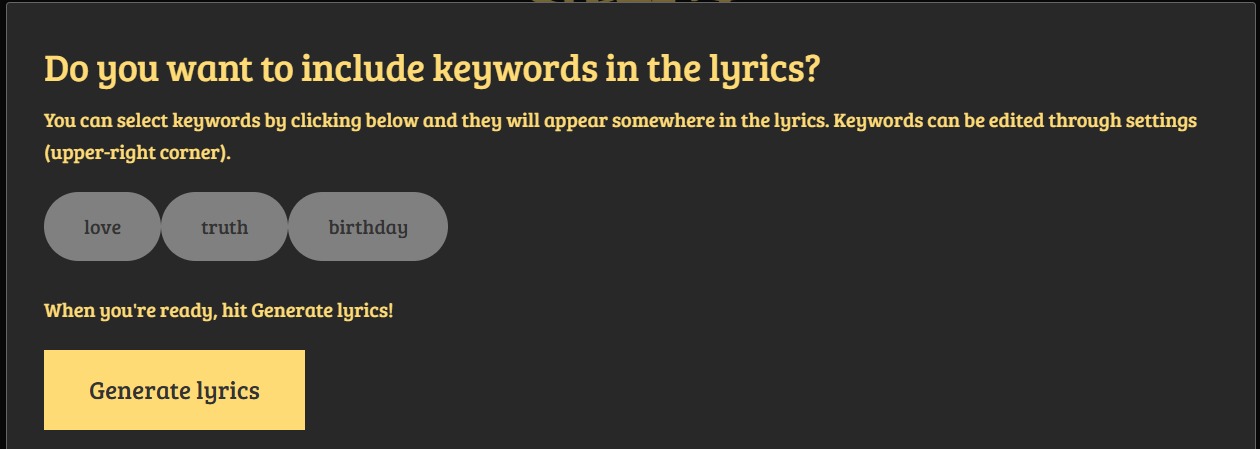 Do you want to include keywords in the lyrics?
You can select keywords by clicking below and they will appear somewhere in the lyrics. Keywords can be edited through settings
(upper-right corner).
love truth birthday
When you're ready, hit Generate lyrics!
Generate lyrics